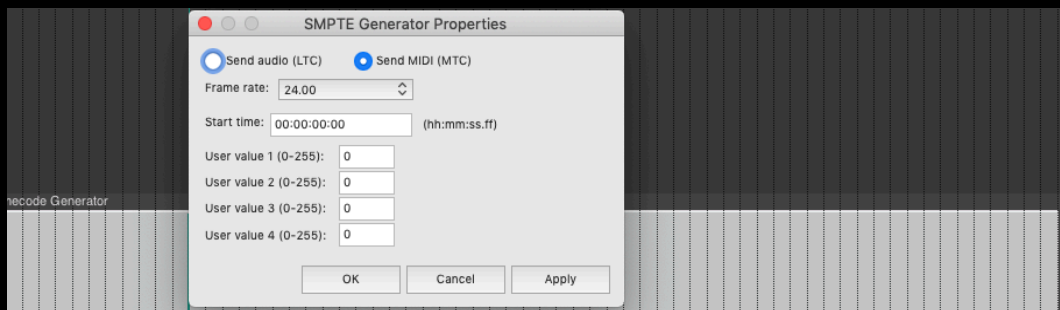 SMPTE Generator Properties
Send audio (LTC) Send MIDI (MTC)
Frame rate: 24.00
Start time: 00:00:00:00 (hh:mm:ss.ff)
User value 1 (0-255): 0
User value 2 (0-255): 0
necode Generator
User value 3 (0-255): 0
User value 4 (0-255): 0
OK Cancel Apply